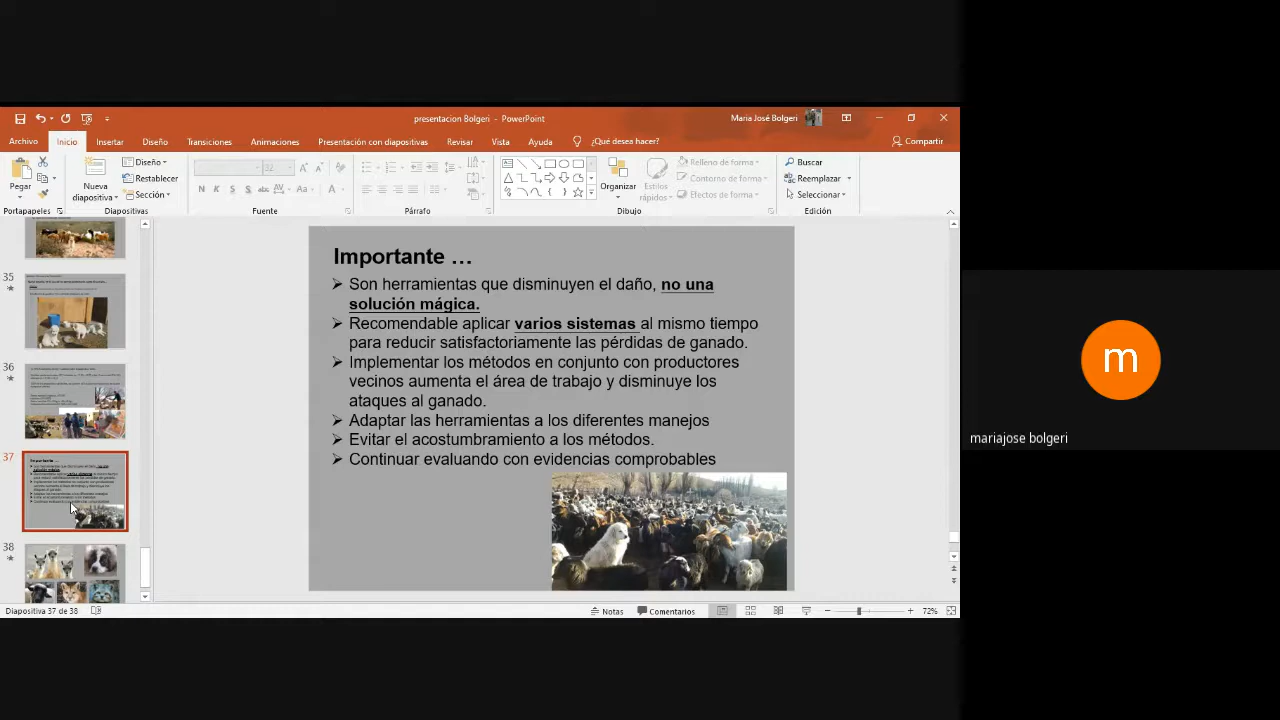 presentacion Bolgeri - PowerPoint
Maria José Bolgeri
Archivo Inicio Insertar Diseño Transiciones Animaciones Presentación con diapositivas Revisar Vista Ayuda ¿Qué desea hacer? Compartir
Pegar
Portapapeles
Nueva diapositiva
Diseño
Restablecer
Sección
Diapositivas
32
N K S S abc AV Aa A
Fuente
Párrafo
Organizar
Estilos rápidos
Relleno de forma
Contorno de forma
Efectos de forma
Dibujo
Buscar
Reemplazar
Seleccionar
Edición
35
36
37
38
Importante …
Son herramientas que disminuyen el daño, no una
solución mágica.
Recomendable aplicar varios sistemas al mismo tiempo
para reducir satisfactoriamente las pérdidas de ganado.
Implementar los métodos en conjunto con productores
vecinos aumenta el área de trabajo y disminuye los
ataques al ganado.
Adaptar las herramientas a los diferentes manejos
Evitar el acostumbramiento a los métodos.
Continuar evaluando con evidencias comprobables
Diapositiva 37 de 38
Notas
Comentarios
72%
m
mariajose bolgeri